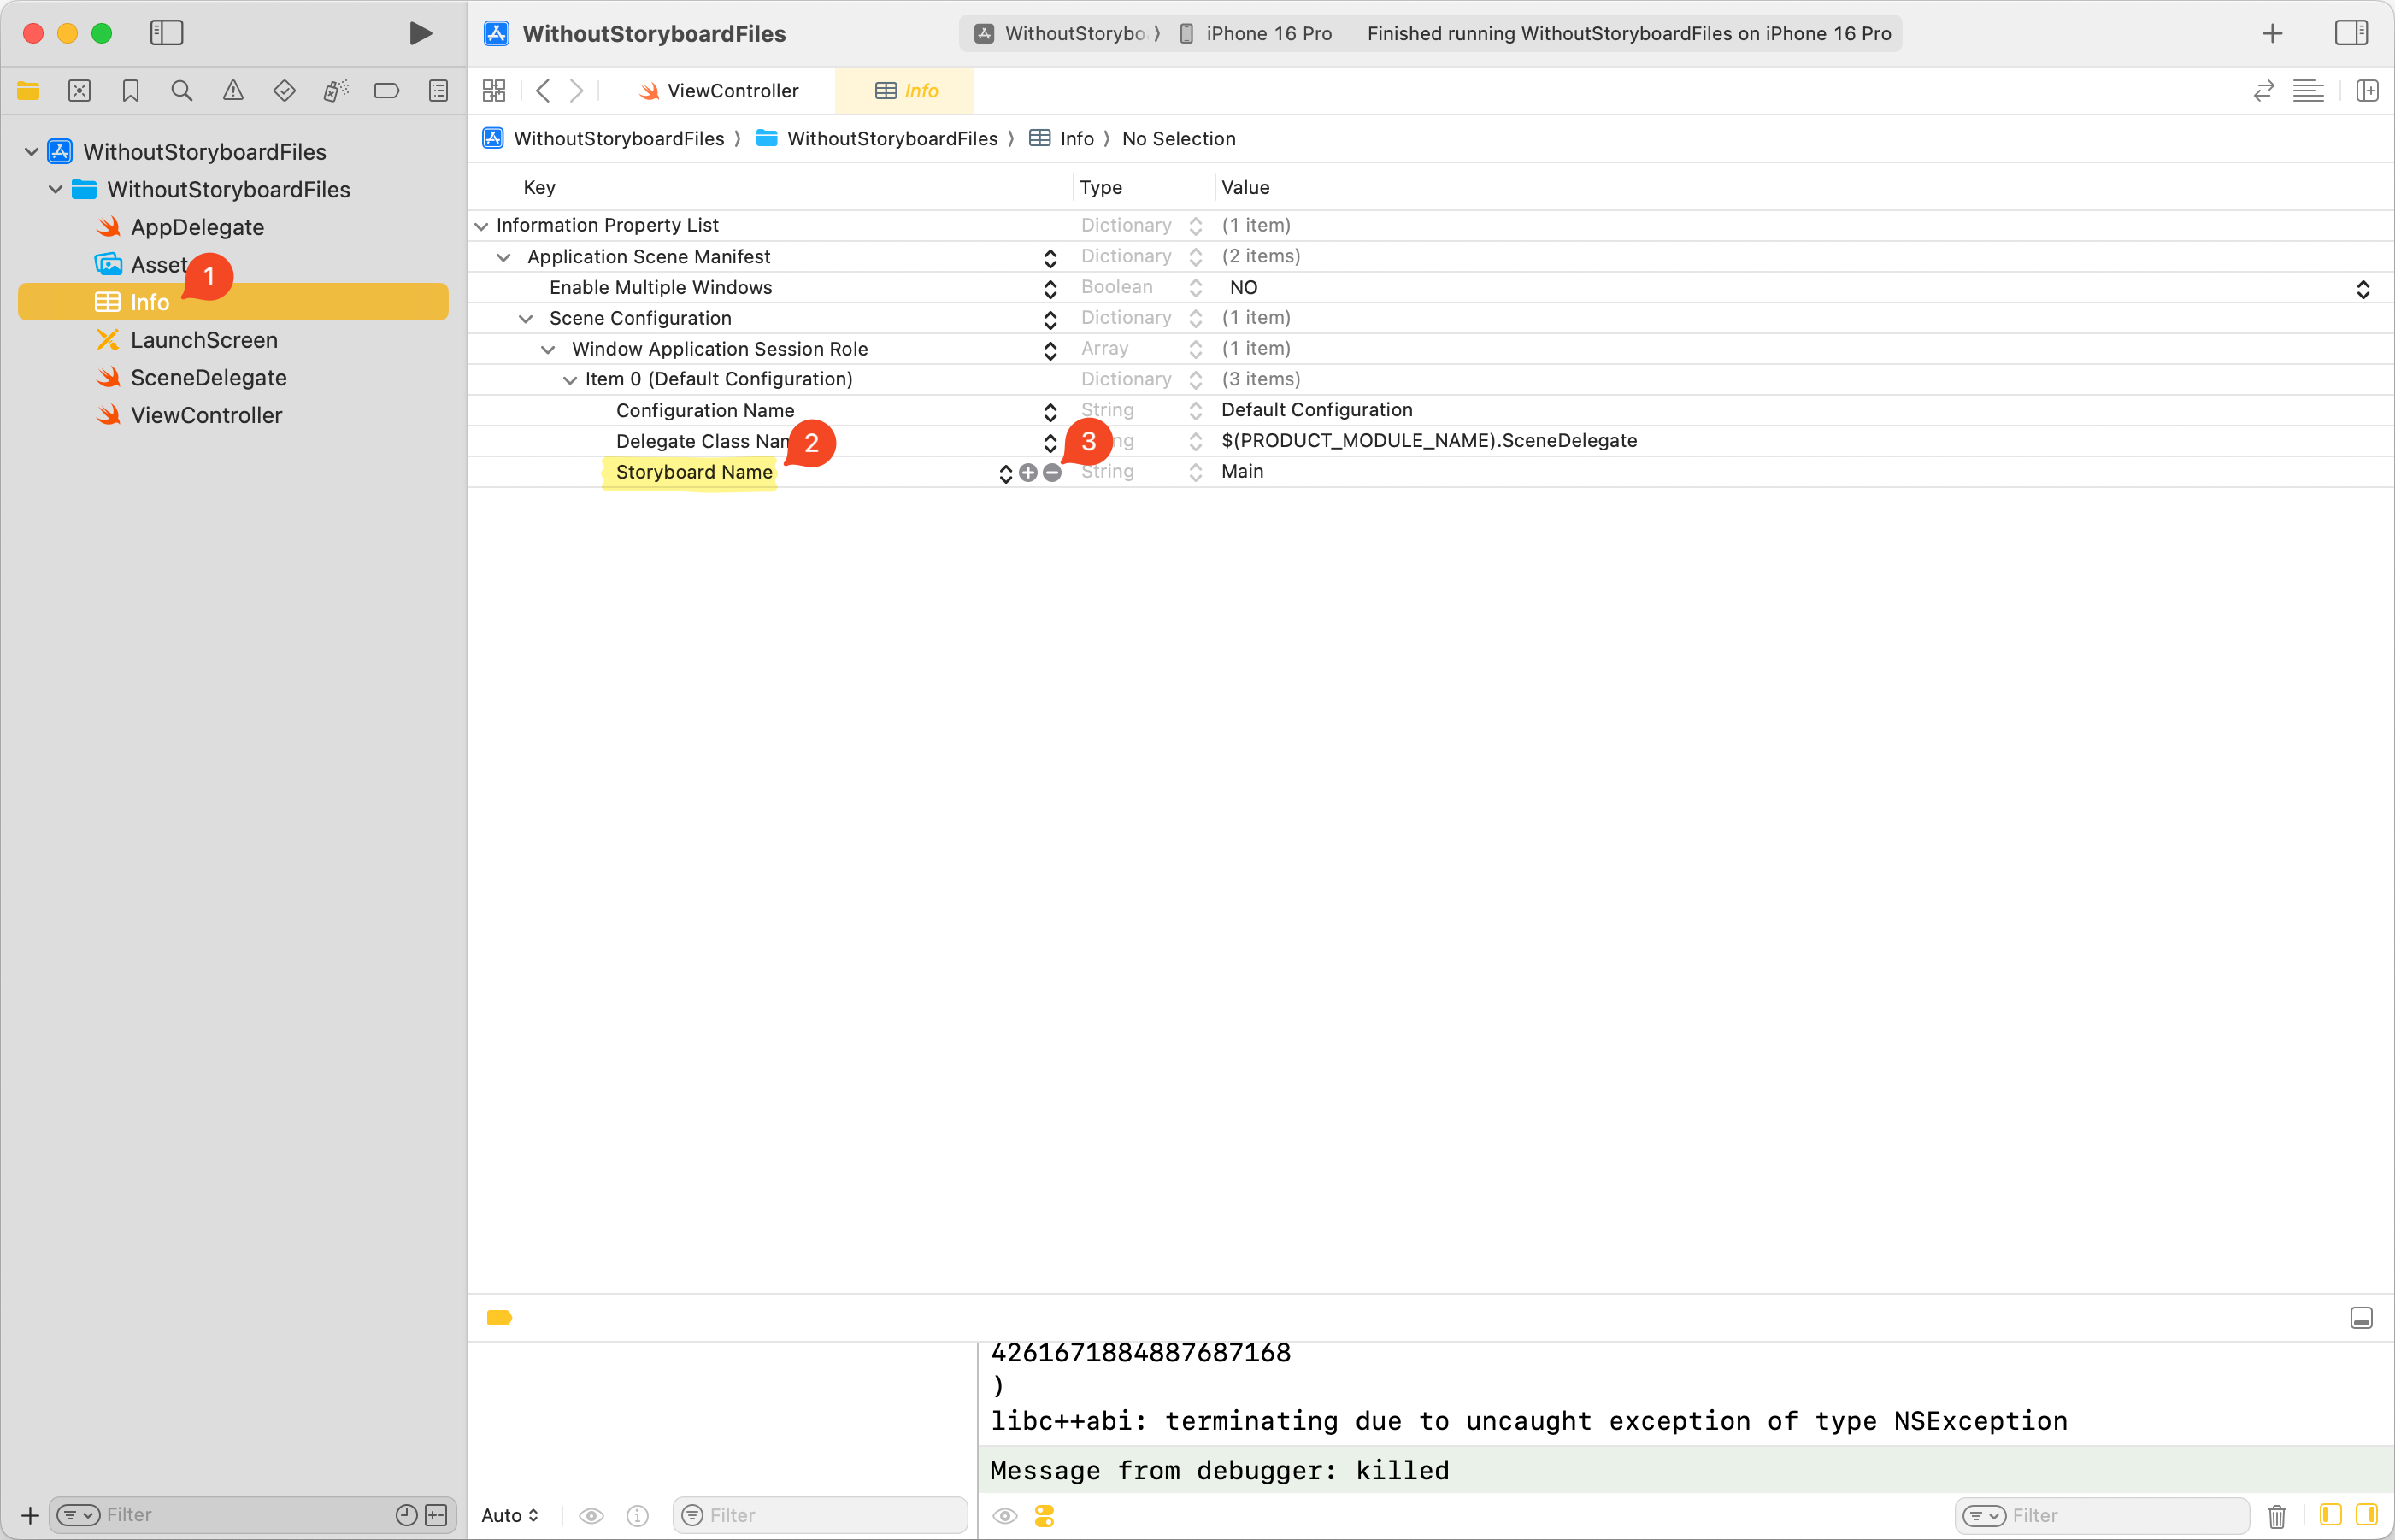 WithoutStoryboardFiles
WithoutStorybo
iPhone 16 Pro
Finished running WithoutStoryboardFiles on iPhone 16 Pro
ViewController
Info
WithoutStoryboardFiles
WithoutStoryboardFiles
AppDelegate
Asset
1
Info
LaunchScreen
SceneDelegate
ViewController
WithoutStoryboardFiles 〉 WithoutStoryboardFiles 〉 Info 〉 No Selection
Key Type Value
Information Property List Dictionary (1 item)
Application Scene Manifest Dictionary (2 items)
Enable Multiple Windows Boolean NO
Scene Configuration Dictionary (1 item)
Window Application Session Role Array (1 item)
Item 0 (Default Configuration) Dictionary (3 items)
Configuration Name String Default Configuration
Delegate Class $(PRODUCT_MODULE_NAME).SceneDelegate
2
3
Storyboard Name String Main
4261671884887687168
)
libc++abi: terminating due to uncaught exception of type NSException
Message from debugger: killed
Filter
Auto
Filter
Filter